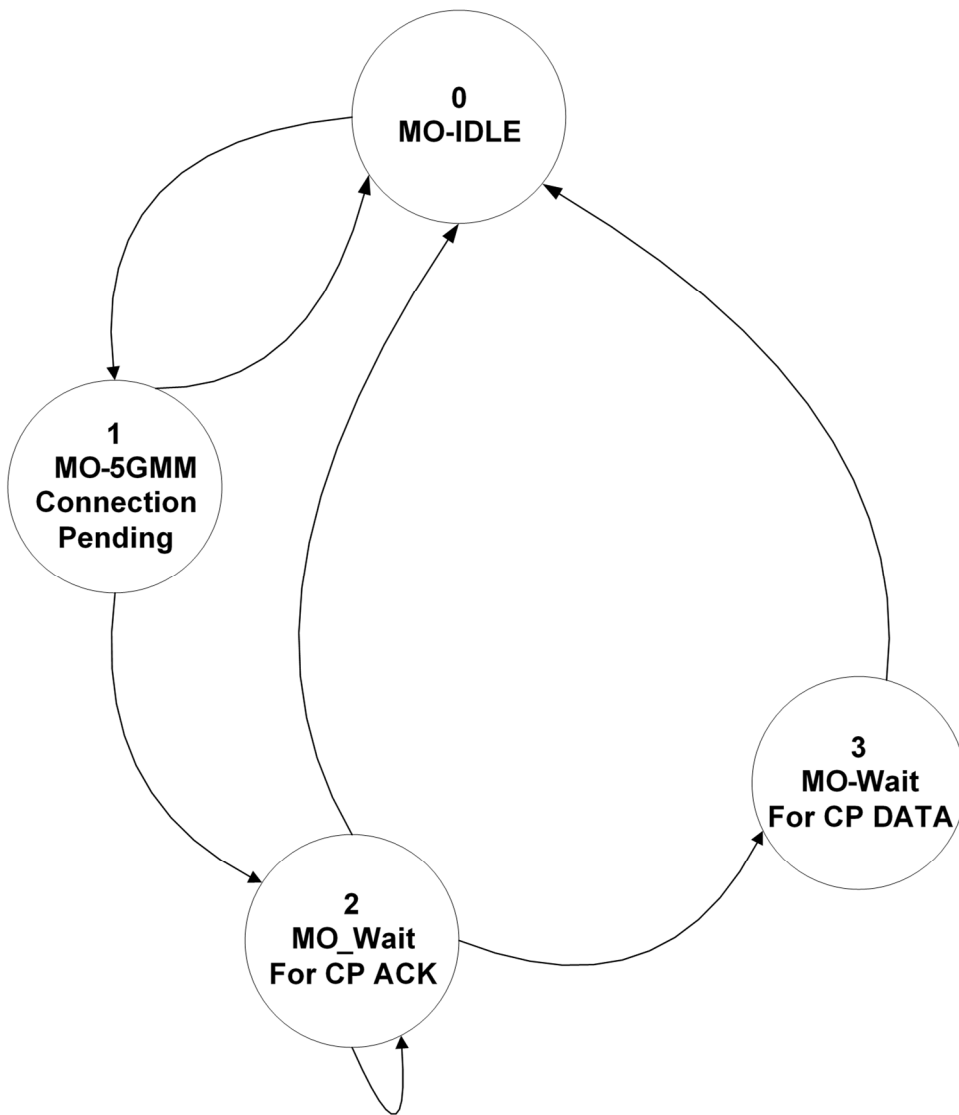 0
MO-IDLE
1
MO-5GMM
Connection
Pending
2
MO_Wait
For CP ACK
3
MO-Wait
For CP DATA